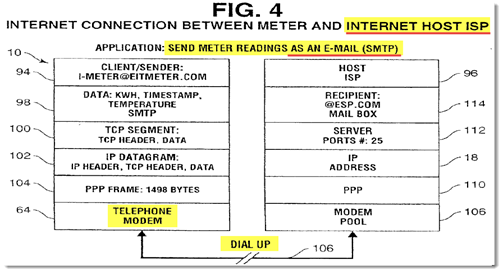 FIG. 4
INTERNET CONNECTION BETWEEN METER AND INTERNET HOST ISP
APPLICATION: SEND METER READINGS AS AN E-MAIL (SMTP)
10
94
CLIENT/SENDER:
I-METER@EITMETER.COM
HOST
ISP
96
98
DATA: KWH, TIMESTAMP,
TEMPERATURE
SMTP
RECIPIENT:
@ESP.COM
MAIL BOX
114
100
TCP SEGMENT:
TCP HEADER, DATA
SERVER
PORTS #: 25
112
102
IP DATAGRAM:
IP HEADER, TCP HEADER, DATA
IP
ADDRESS
18
104
PPP FRAME: 1498 BYTES
PPP
110
64
TELEPHONE
MODEM
MODEM
POOL
106
DIAL UP
106